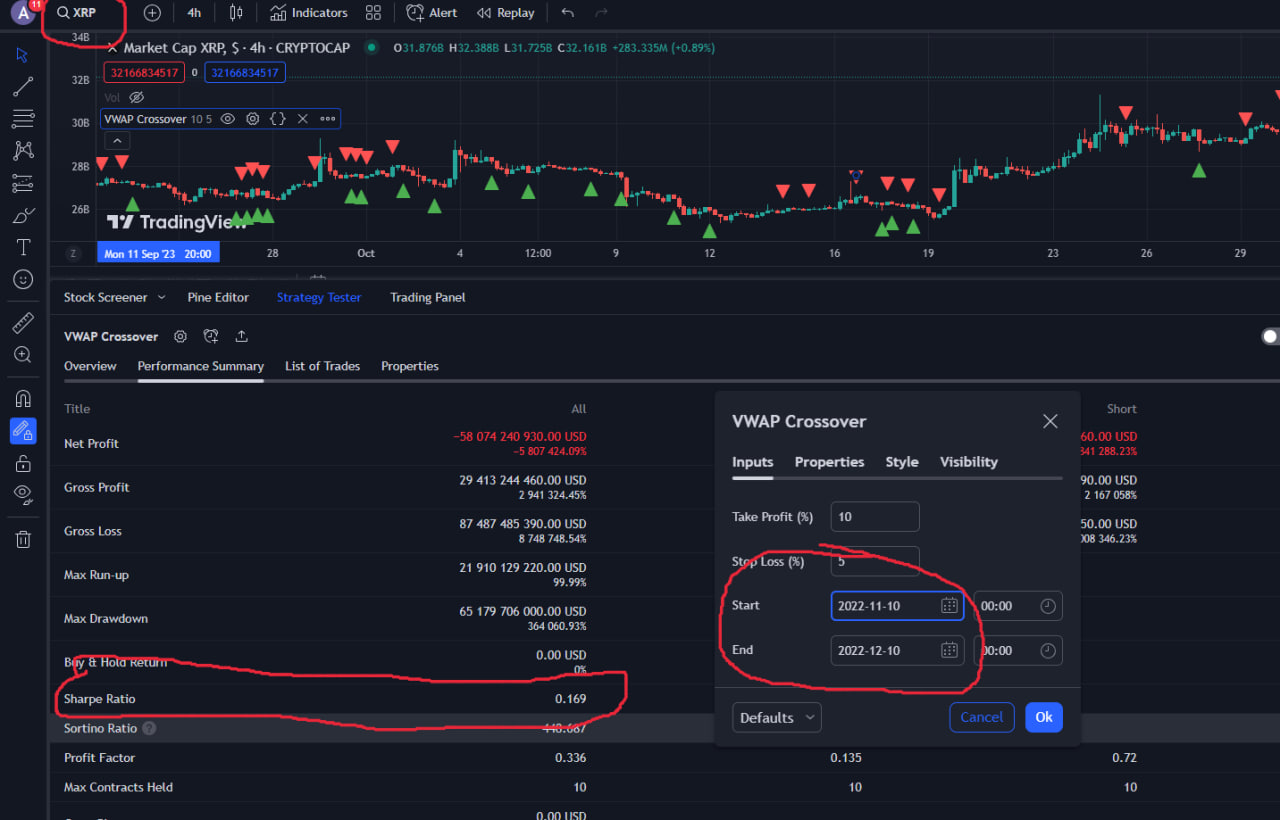 A 11 XRP 4h Indicators Alert Replay
34B
Market Cap XRP, $ · 4h · CRYPTOCAP O31.876B H32.388B L31.725B C32.161B +283.335M (+0.89%)
32166834517 0 32166834517
32B
Vol
VWAP Crossover 10 5
30B
28B
26B
TradingView
Z Mon 11 Sep '23 20:00 28 Oct 4 12:00 9 12 16 19 23 26 29
Stock Screener Pine Editor Strategy Tester Trading Panel
VWAP Crossover
Overview Performance Summary List of Trades Properties
Title All Short
Net Profit −58 074 240 930.00 USD 60.00 USD
−5 807 424.09% 341 288.23%
Gross Profit 29 413 244 460.00 USD 90.00 USD
2 941 324.45% 2 167 058%
Gross Loss 87 487 485 390.00 USD 50.00 USD
8 748 748.54% 008 346.23%
Max Run-up 21 910 129 220.00 USD
99.99%
Max Drawdown 65 179 706 000.00 USD
364 060.93%
Buy & Hold Return 0.00 USD
0%
Sharpe Ratio 0.169
Sortino Ratio ?
Profit Factor 0.336 0.135 0.72
Max Contracts Held 10 10 10
0.00 USD
VWAP Crossover
Inputs Properties Style Visibility
Take Profit (%) 10
Stop Loss (%) 5
Start 2022-11-10 00:00
End 2022-12-10 00:00
Defaults Cancel Ok